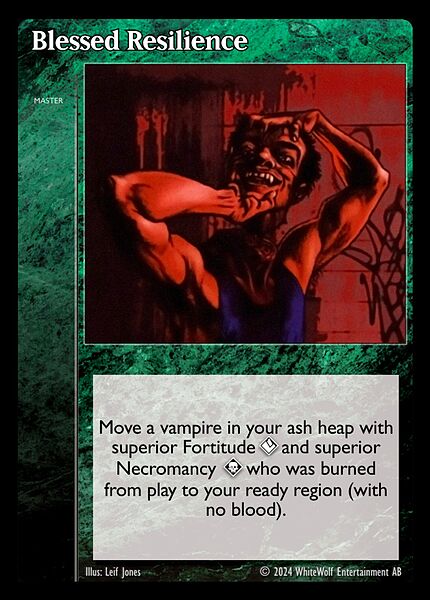 Blessed Resilience
MASTER
Move a vampire in your ash heap with
superior Fortitude and superior
Necromancy who was burned
from play to your ready region (with
no blood).
Illus: Leif Jones © 2024 WhiteWolf Entertainment AB